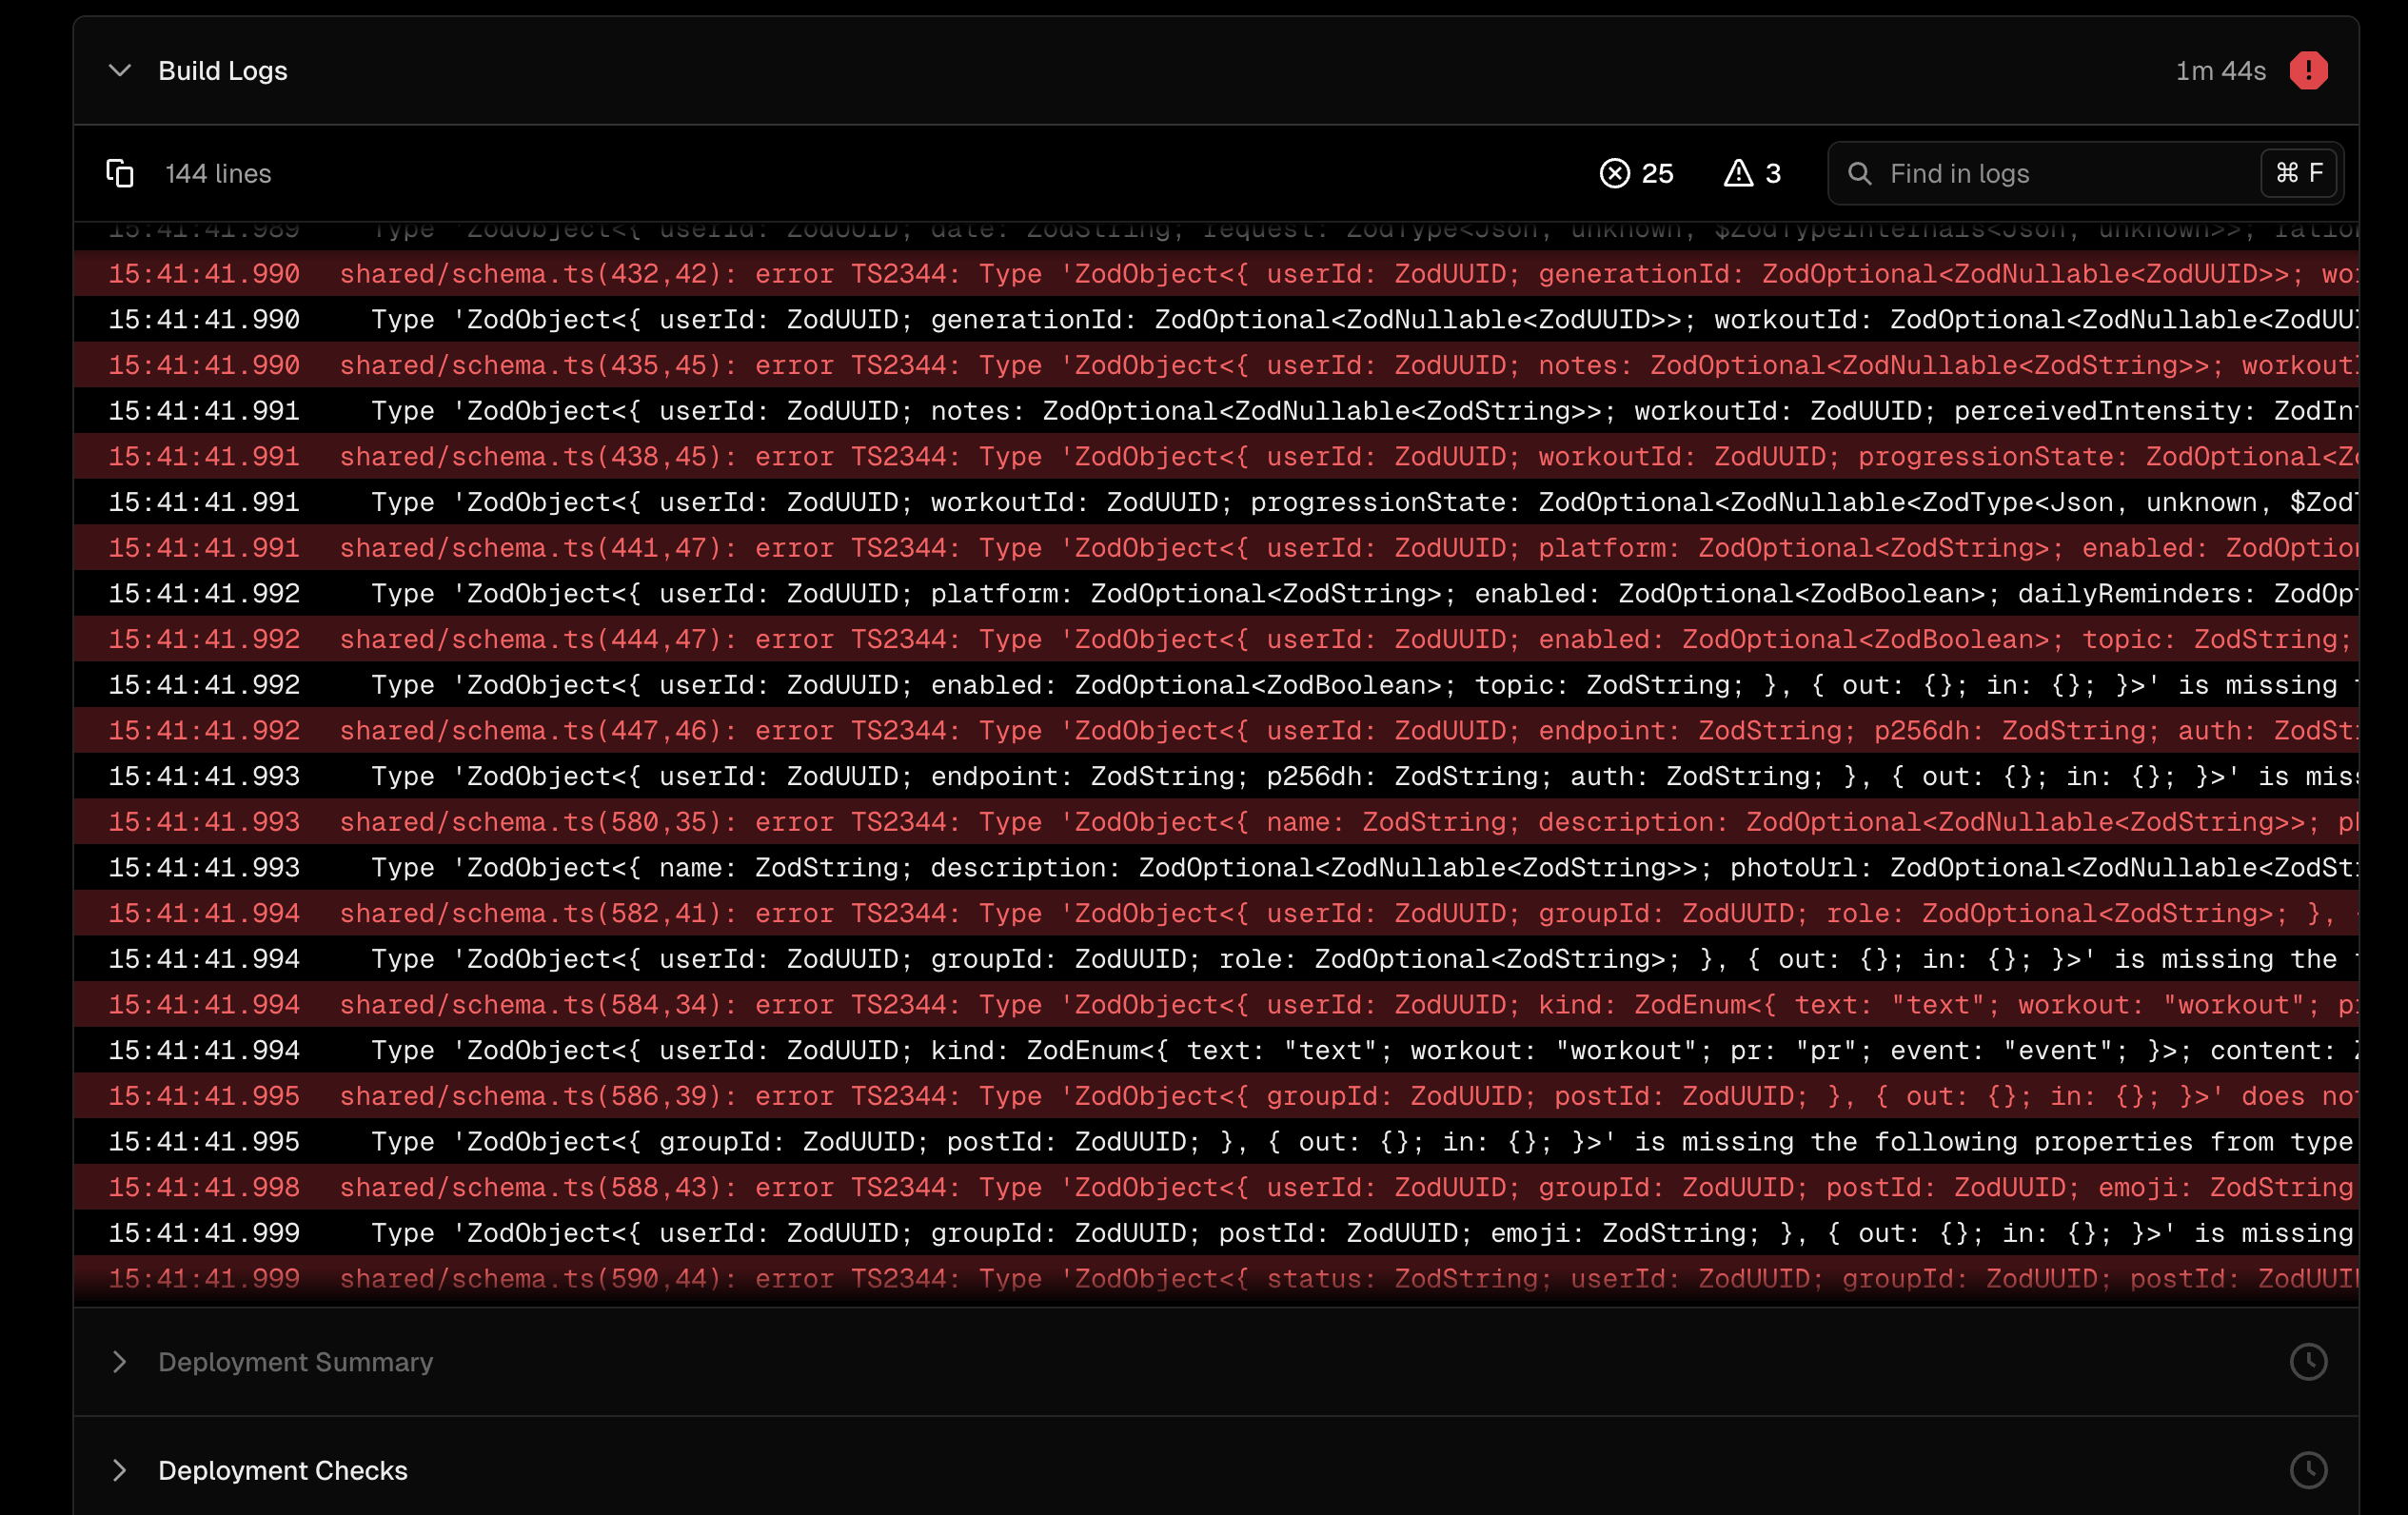 Build Logs 1m 44s
144 lines 25 3 Find in logs ⌘ F
15:41:41.989 Type 'ZodObject<{ userId: ZodUUID; date: ZodString; request: ZodType<Json, unknown, $ZodTypeInternals<Json, unknown>>;
15:41:41.990 shared/schema.ts(432,42): error TS2344: Type 'ZodObject<{ userId: ZodUUID; generationId: ZodOptional<ZodNullable<ZodUUID>>; wo
15:41:41.990 Type 'ZodObject<{ userId: ZodUUID; generationId: ZodOptional<ZodNullable<ZodUUID>>; workoutId: ZodOptional<ZodNullable<ZodUU
15:41:41.990 shared/schema.ts(435,45): error TS2344: Type 'ZodObject<{ userId: ZodUUID; notes: ZodOptional<ZodNullable<ZodString>>; workout
15:41:41.991 Type 'ZodObject<{ userId: ZodUUID; notes: ZodOptional<ZodNullable<ZodString>>; workoutId: ZodUUID; perceivedIntensity: ZodIn
15:41:41.991 shared/schema.ts(438,45): error TS2344: Type 'ZodObject<{ userId: ZodUUID; workoutId: ZodUUID; progressionState: ZodOptional<Z
15:41:41.991 Type 'ZodObject<{ userId: ZodUUID; workoutId: ZodUUID; progressionState: ZodOptional<ZodNullable<ZodType<Json, unknown, $Zod
15:41:41.991 shared/schema.ts(441,47): error TS2344: Type 'ZodObject<{ userId: ZodUUID; platform: ZodOptional<ZodString>; enabled: ZodOptio
15:41:41.992 Type 'ZodObject<{ userId: ZodUUID; platform: ZodOptional<ZodString>; enabled: ZodOptional<ZodBoolean>; dailyReminders: ZodOp
15:41:41.992 shared/schema.ts(444,47): error TS2344: Type 'ZodObject<{ userId: ZodUUID; enabled: ZodOptional<ZodBoolean>; topic: ZodString;
15:41:41.992 Type 'ZodObject<{ userId: ZodUUID; enabled: ZodOptional<ZodBoolean>; topic: ZodString; }, { out: {}; in: {}; }>' is missing
15:41:41.992 shared/schema.ts(447,46): error TS2344: Type 'ZodObject<{ userId: ZodUUID; endpoint: ZodString; p256dh: ZodString; auth: ZodSt
15:41:41.993 Type 'ZodObject<{ userId: ZodUUID; endpoint: ZodString; p256dh: ZodString; auth: ZodString; }, { out: {}; in: {}; }>' is mis
15:41:41.993 shared/schema.ts(580,35): error TS2344: Type 'ZodObject<{ name: ZodString; description: ZodOptional<ZodNullable<ZodString>>; p
15:41:41.993 Type 'ZodObject<{ name: ZodString; description: ZodOptional<ZodNullable<ZodString>>; photoUrl: ZodOptional<ZodNullable<ZodSt
15:41:41.994 shared/schema.ts(582,41): error TS2344: Type 'ZodObject<{ userId: ZodUUID; groupId: ZodUUID; role: ZodOptional<ZodString>; },
15:41:41.994 Type 'ZodObject<{ userId: ZodUUID; groupId: ZodUUID; role: ZodOptional<ZodString>; }, { out: {}; in: {}; }>' is missing the
15:41:41.994 shared/schema.ts(584,34): error TS2344: Type 'ZodObject<{ userId: ZodUUID; kind: ZodEnum<{ text: "text"; workout: "workout"; p
15:41:41.994 Type 'ZodObject<{ userId: ZodUUID; kind: ZodEnum<{ text: "text"; workout: "workout"; pr: "pr"; event: "event"; }>; content:
15:41:41.995 shared/schema.ts(586,39): error TS2344: Type 'ZodObject<{ groupId: ZodUUID; postId: ZodUUID; }, { out: {}; in: {}; }>' does no
15:41:41.995 Type 'ZodObject<{ groupId: ZodUUID; postId: ZodUUID; }, { out: {}; in: {}; }>' is missing the following properties from type
15:41:41.998 shared/schema.ts(588,43): error TS2344: Type 'ZodObject<{ userId: ZodUUID; groupId: ZodUUID; postId: ZodUUID; emoji: ZodString
15:41:41.999 Type 'ZodObject<{ userId: ZodUUID; groupId: ZodUUID; postId: ZodUUID; emoji: ZodString; }, { out: {}; in: {}; }>' is missing
15:41:41.999 shared/schema.ts(590,44): error TS2344: Type 'ZodObject<{ status: ZodString; userId: ZodUUID; groupId: ZodUUID; postId: ZodUUI
Deployment Summary
Deployment Checks